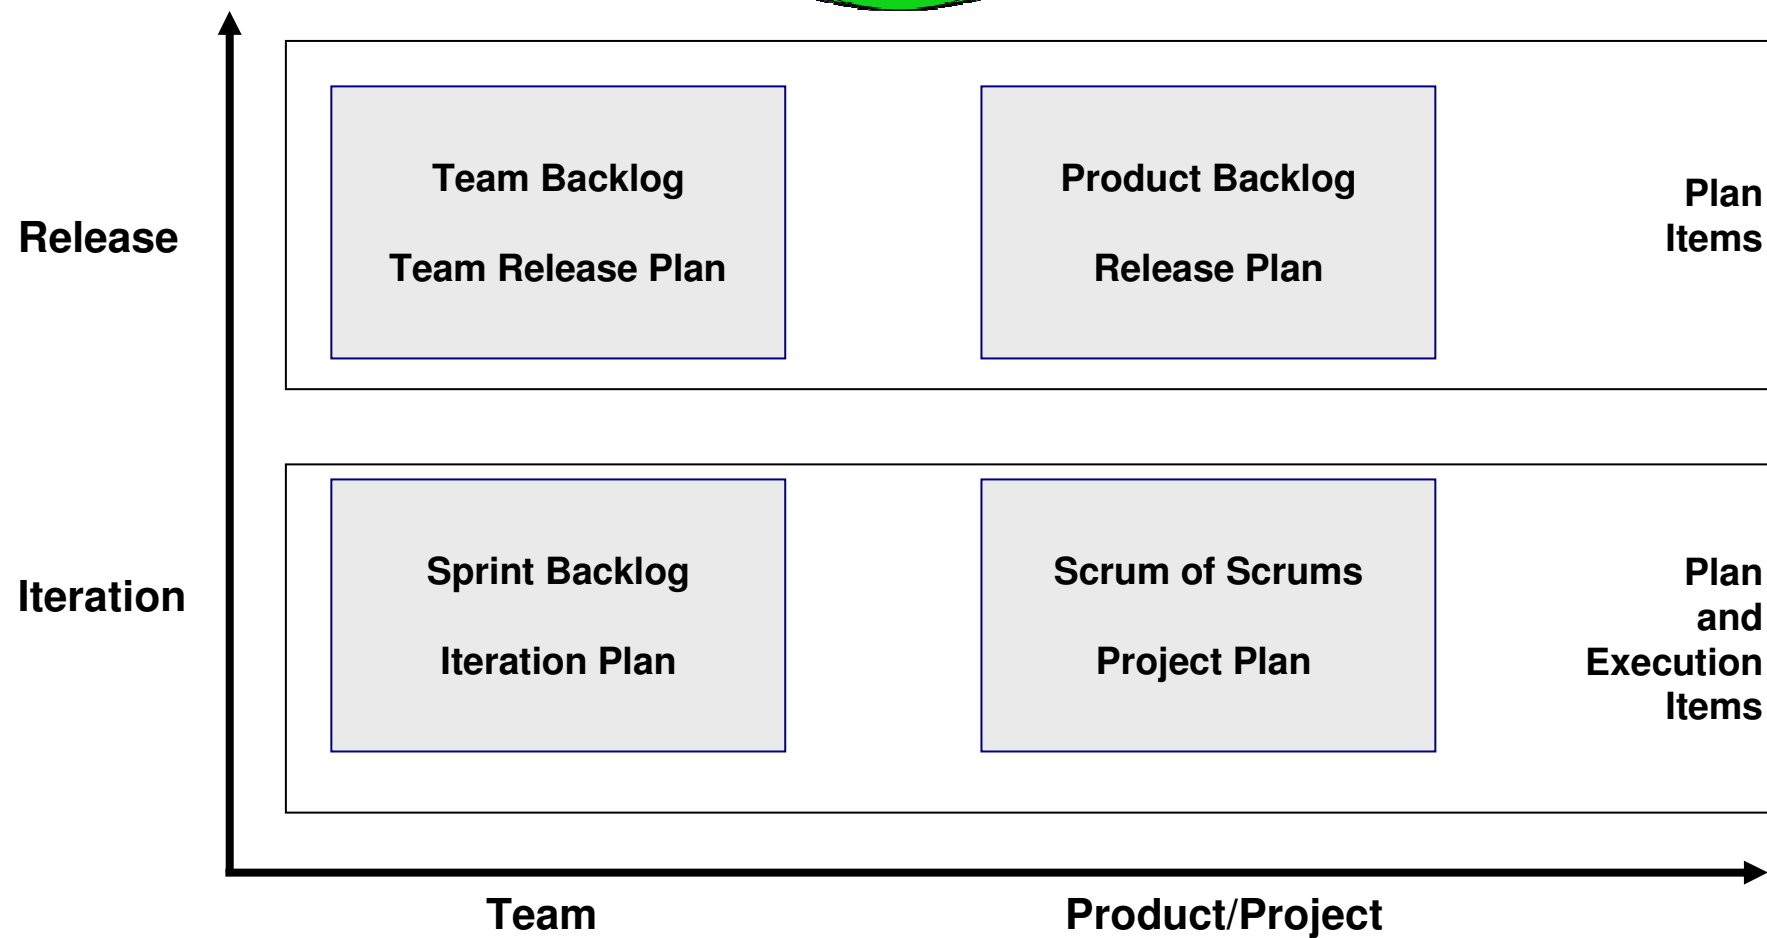 Release
Team Backlog
Team Release Plan
Product Backlog
Release Plan
Plan
Items
Iteration
Sprint Backlog
Iteration Plan
Scrum of Scrums
Project Plan
Plan
and
Execution
Items
Team
Product/Project